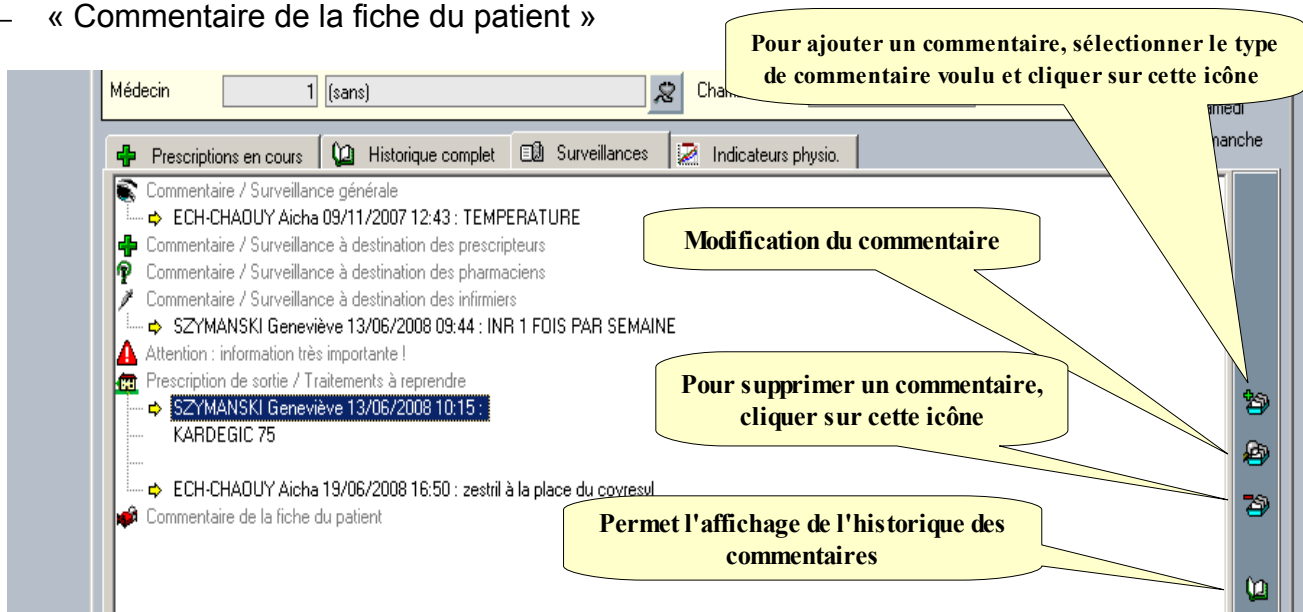 – « Commentaire de la fiche du patient »
Pour ajouter un commentaire, sélectionner le type
de commentaire voulu et cliquer sur cette icône
Médecin 1 (sans)
Prescriptions en cours Historique complet Surveillances Indicateurs physio.
Commentaire / Surveillance générale
ECH-CHAOUY Aicha 09/11/2007 12:43 : TEMPERATURE
Commentaire / Surveillance à destination des prescripteurs
Modification du commentaire
Commentaire / Surveillance à destination des pharmaciens
Commentaire / Surveillance à destination des infirmiers
SZYMANSKI Geneviève 13/06/2008 09:44 : INR 1 FOIS PAR SEMAINE
Attention : information très importante !
Prescription de sortie / Traitements à reprendre
Pour supprimer un commentaire,
cliquer sur cette icône
SZYMANSKI Geneviève 13/06/2008 10:15 :
KARDEGIC 75
ECH-CHAOUY Aicha 19/06/2008 16:50 : zestril à la place du coversyl
Commentaire de la fiche du patient
Permet l'affichage de l'historique des
commentaires